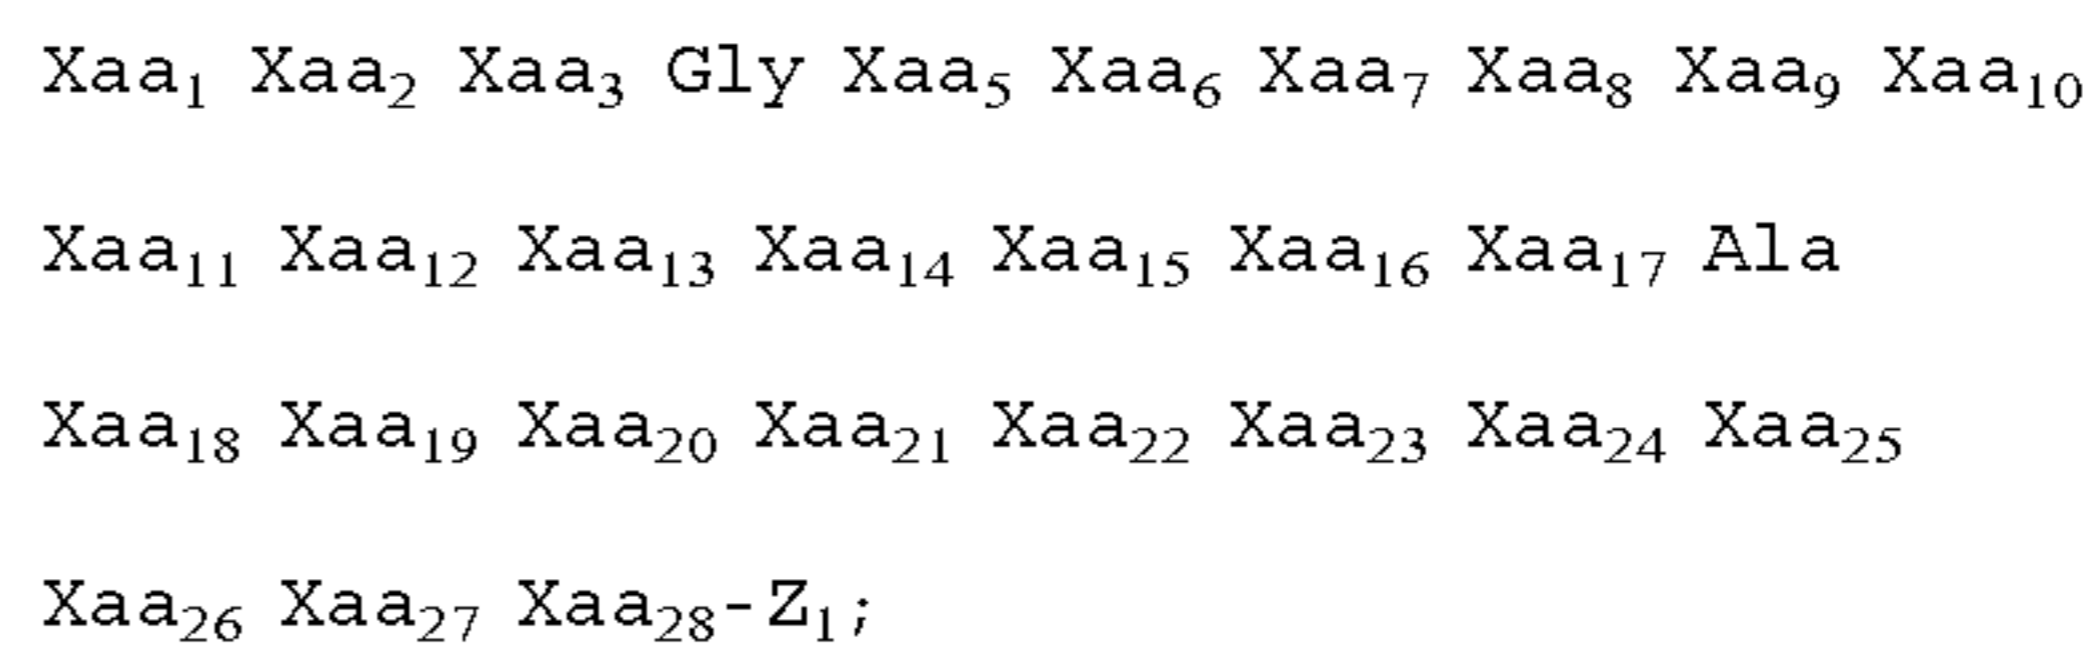 Xaa₁ Xaa₂ Xaa₃ Gly Xaa₅ Xaa₆ Xaa₇ Xaa₈ Xaa₉ Xaa₁₀
Xaa₁₁ Xaa₁₂ Xaa₁₃ Xaa₁₄ Xaa₁₅ Xaa₁₆ Xaa₁₇ Ala
Xaa₁₈ Xaa₁₉ Xaa₂₀ Xaa₂₁ Xaa₂₂ Xaa₂₃ Xaa₂₄ Xaa₂₅
Xaa₂₆ Xaa₂₇ Xaa₂₈-Z₁;